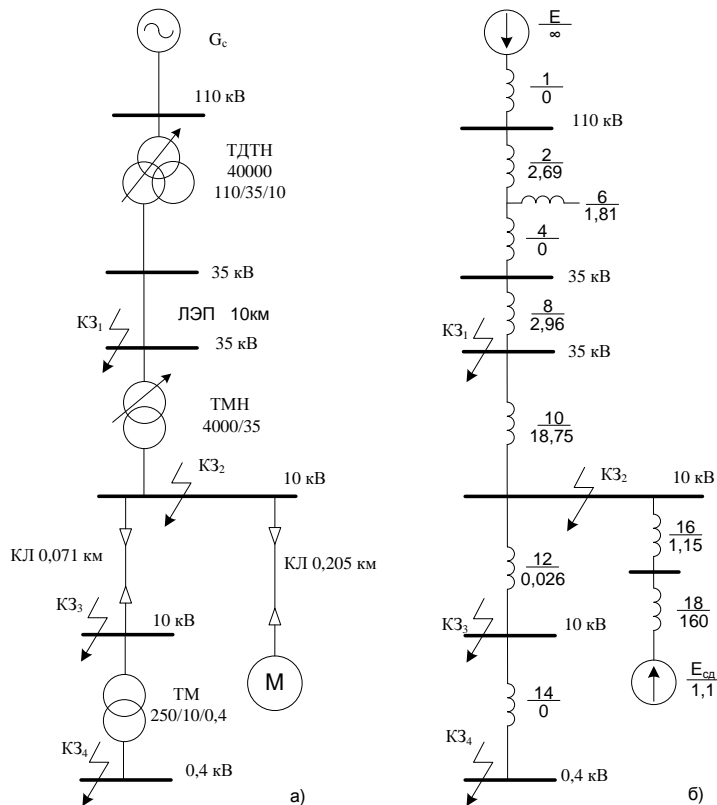 G_c
110 кВ
ТДТН
40000
110/35/10
35 кВ
КЗ₁
ЛЭП 10км
35 кВ
ТМН
4000/35
КЗ₂
10 кВ
КЛ 0,071 км
КЛ 0,205 км
КЗ₃
10 кВ
М
ТМ
250/10/0,4
КЗ₄
0,4 кВ
а)
E
∞
1
0
110 кВ
2
2,69
6
1,81
4
0
35 кВ
8
2,96
КЗ₁
35 кВ
10
18,75
КЗ₂
10 кВ
16
1,15
12
0,026
18
160
КЗ₃
10 кВ
Eсд
1,1
14
0
КЗ₄
0,4 кВ
б)